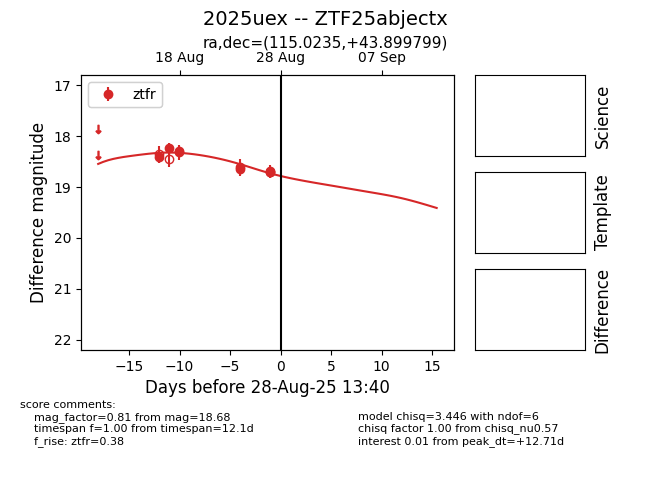 2025uex -- ZTF25abjectx
ra,dec=(115.0235,+43.899799)
18 Aug 28 Aug 07 Sep
ztfr
17
18
19
20
21
22
Difference magnitude
−15 −10 −5 0 5 10 15
Days before 28-Aug-25 13:40
Science
Template
Difference
score comments:
mag_factor=0.81 from mag=18.68
timespan f=1.00 from timespan=12.1d
f_rise: ztfr=0.38
model chisq=3.446 with ndof=6
chisq factor 1.00 from chisq_nu0.57
interest 0.01 from peak_dt=+12.71d